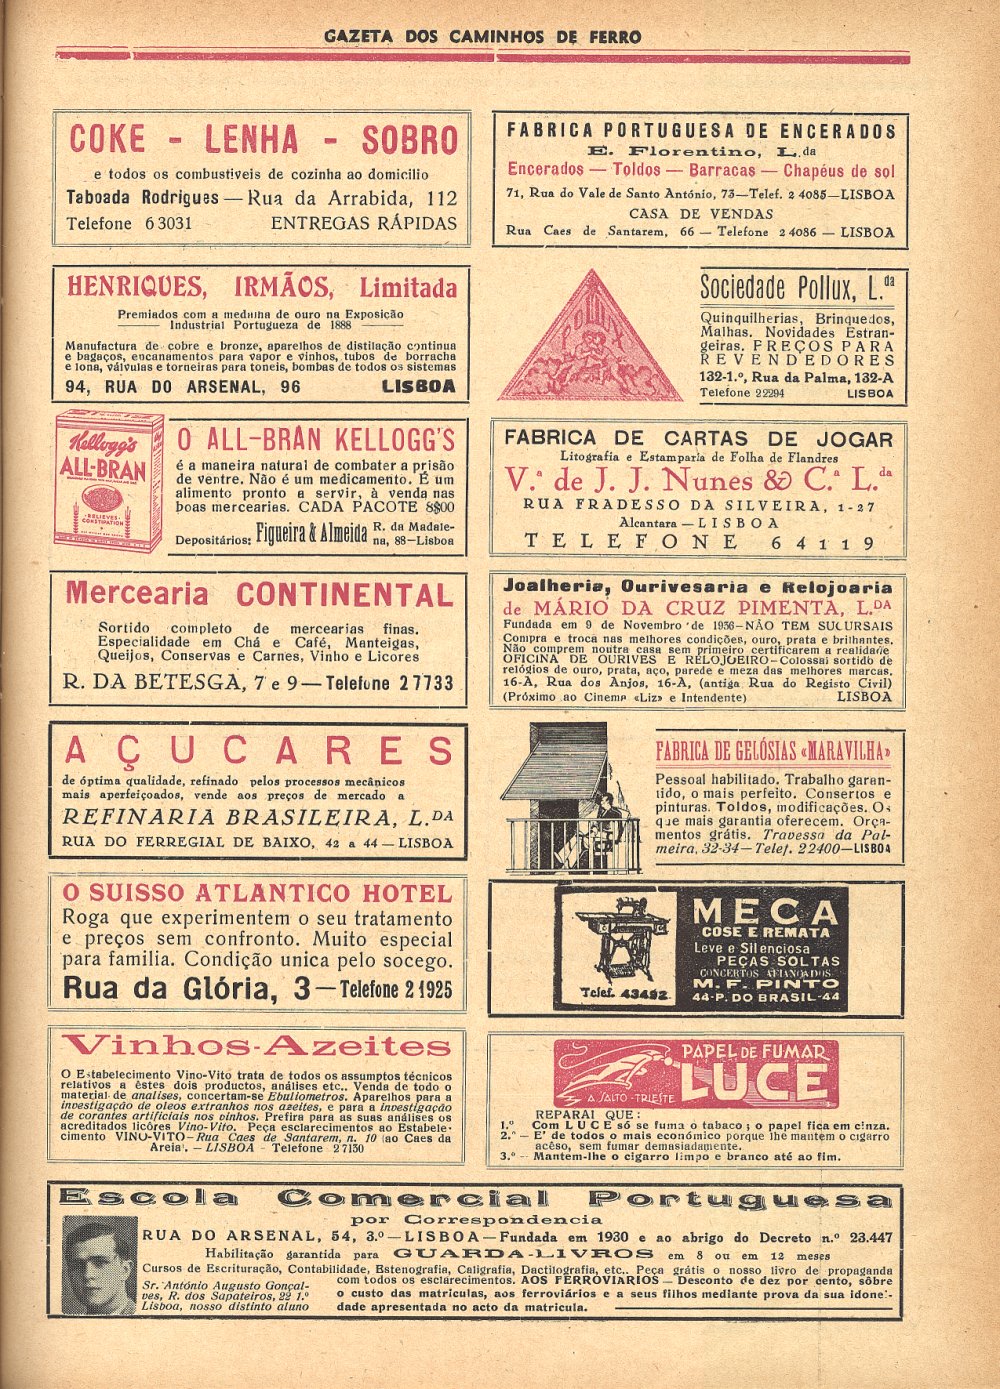 GAZETA DOS CAMINHOS DE FERRO
COKE - LENHA - SOBRO
e todos os combustiveis de cozinha ao domicilio
Taboada Rodrigues — Rua da Arrabida, 112
Telefone 6 3031 ENTREGAS RÁPIDAS
FABRICA PORTUGUESA DE ENCERADOS
E. Florentino, L.da
Encerados — Toldos — Barracas — Chapéus de sol
71, Rua do Vale de Santo António, 73—Telef. 2 4085—LISBOA
CASA DE VENDAS
Rua Caes de Santarem, 66 — Telefone 2 4086 — LISBOA
HENRIQUES, IRMÃOS, Limitada
Premiados com a medalha de ouro na Exposição
Industrial Portugueza de 1888
Manufactura de cobre e bronze, aparelhos de distilação continua
e bagaços, encanamentos para vapor e vinhos, tubos de borracha
e lona, válvulas e torneiras para toneis, bombas de todos os sistemas
94, RUA DO ARSENAL, 96 LISBOA
POLLUX
Sociedade Pollux, L.da
Quinquilherias, Brinquedos,
Malhas. Novidades Estran-
geiras. PREÇOS PARA
REVENDEDORES
132-1.º, Rua da Palma, 132-A
Telefone 2 2294 LISBOA
Kellogg's
ALL-BRAN
RELIEVES
CONSTIPATION
O ALL-BRAN KELLOGG'S
é a maneira natural de combater a prisão
de ventre. Não é um medicamento. É um
alimento pronto a servir, à venda nas
boas mercearias. CADA PACOTE 8$00
Depositários: Figueira & Almeida R. da Madale-
na, 88—Lisboa
FABRICA DE CARTAS DE JOGAR
Litografia e Estamparia de Folha de Flandres
V.ª de J. J. Nunes & C.ª L.da
RUA FRADESSO DA SILVEIRA, 1-27
Alcantara — LISBOA
TELEFONE 64119
Mercearia CONTINENTAL
Sortido completo de mercearias finas.
Especialidade em Chá e Café, Manteigas,
Queijos, Conservas e Carnes, Vinho e Licores
R. DA BETESGA, 7 e 9 — Telefone 2 7733
Joalheria, Ourivesaria e Relojoaria
de MÁRIO DA CRUZ PIMENTA, L.DA
Fundada em 9 de Novembro de 1936—NÃO TEM SUCURSAIS
Compra e troca nas melhores condições, ouro, prata e brilhantes.
Não comprem noutra casa sem primeiro certificarem a realidade
OFICINA DE OURIVES E RELOJOEIRO—Colossal sortido de
relógios de ouro, prata, aço, parede e meza das melhores marcas.
16-A, Rua dos Anjos, 16-A, (antiga Rua do Registo Civil)
(Próximo ao Cinema «Liz» e Intendente) LISBOA
AÇUCARES
de óptima qualidade, refinado pelos processos mecânicos
mais aperfeiçoados, vende aos preços de mercado a
REFINARIA BRASILEIRA, L.DA
RUA DO FERREGIAL DE BAIXO, 42 a 44 — LISBOA
FABRICA DE GELÓSIAS «MARAVILHA»
Pessoal habilitado. Trabalho garan-
tido, o mais perfeito. Consertos e
pinturas. Toldos, modificações. Os
que mais garantia oferecem. Orça-
mentos grátis. Travessa da Pal-
meira, 32-34 — Telef. 22400—LISBOA
O SUISSO ATLANTICO HOTEL
Roga que experimentem o seu tratamento
e preços sem confronto. Muito especial
para familia. Condição unica pelo socego.
Rua da Glória, 3 — Telefone 2 1925
Telef. 43492
MECA
COSE E REMATA
Leve e Silenciosa
PEÇAS SOLTAS
CONCERTOS AFIANÇADOS
M. F. PINTO
44-P. DO BRASIL-44
Vinhos-Azeites
O Estabelecimento Vino-Vito trata de todos os assumptos técnicos
relativos a êstes dois productos, análises etc.. Venda de todo o
material de analises, concertam-se Ebuliometros. Aparelhos para a
investigação de oleos extranhos nos azeites, e para a investigação
de corantes artificiais nos vinhos. Prefira para as suas análises os
acreditados licôres Vino-Vito. Peça esclarecimentos ao Estabele-
cimento VINO-VITO—Rua Caes de Santarem, n. 10 (ao Caes da
Areia). — LISBOA - Telefone 2 7130
PAPEL DE FUMAR
LUCE
A. SALTO - TRIESTE
REPARAI QUE:
1.º Com LUCE só se fuma o tabaco; o papel fica em cinza.
2.º — E' de todos o mais económico porque lhe mantem o cigarro
acêso, sem fumar demasiadamente.
3.º — Mantem-lhe o cigarro limpo e branco até ao fim.
Escola Comercial Portuguesa
por Correspondencia
RUA DO ARSENAL, 54, 3.º—LISBOA—Fundada em 1930 e ao abrigo do Decreto n.º 23.447
Habilitação garantida para GUARDA-LIVROS em 8 ou em 12 meses
Cursos de Escrituração, Contabilidade, Estenografia, Caligrafia, Dactilografia, etc.. Peça grátis o nosso livro de propaganda
com todos os esclarecimentos. AOS FERROVIARIOS — Desconto de dez por cento, sôbre
o custo das matriculas, aos ferroviários e a seus filhos mediante prova da sua idonei-
dade apresentada no acto da matricula.
Sr. António Augusto Gonçal-
ves, R. dos Sapateiros, 22 1.º
Lisboa, nosso distinto aluno